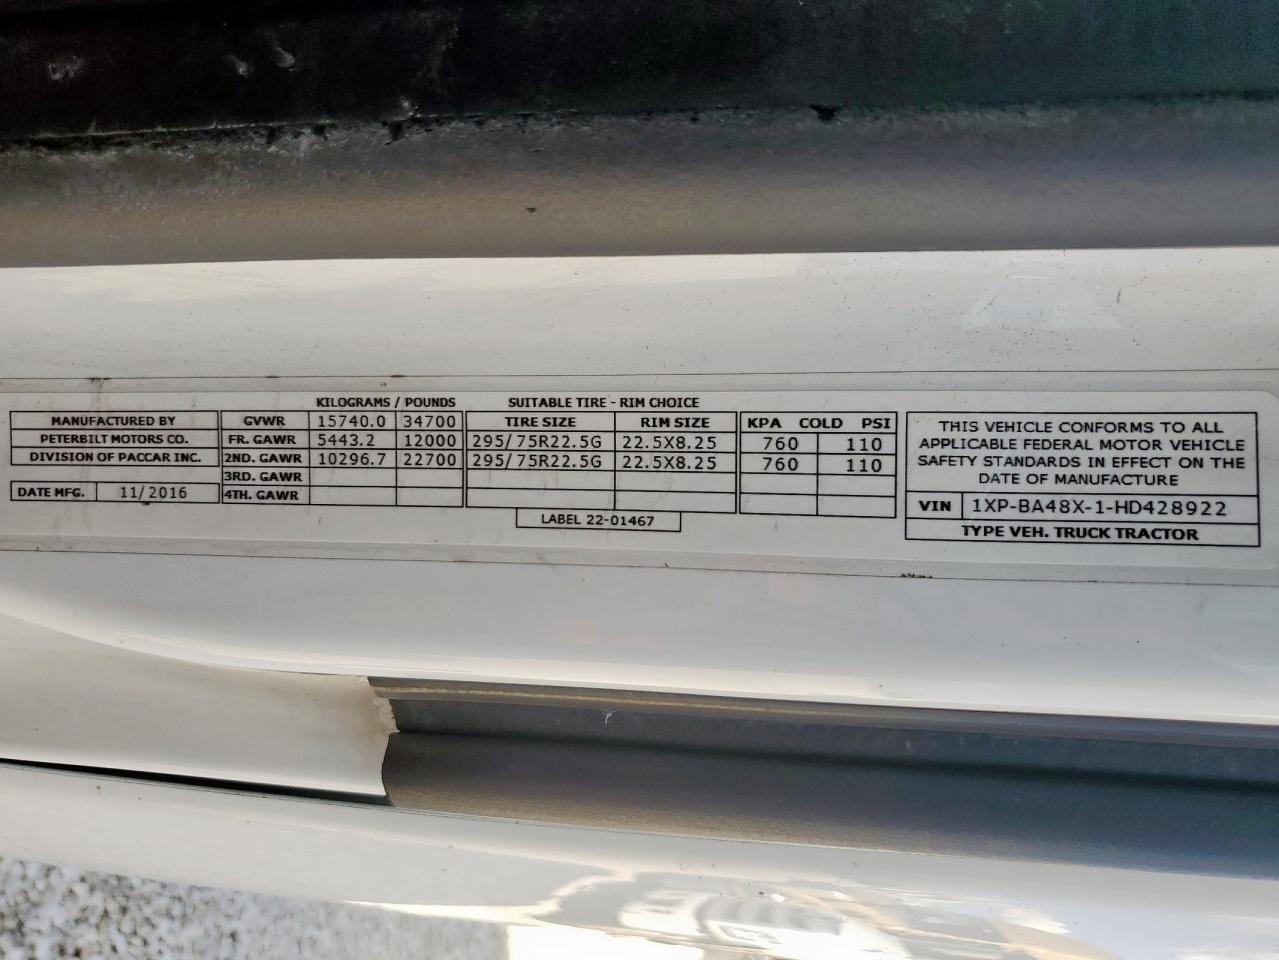 KILOGRAMS / POUNDS SUITABLE TIRE - RIM CHOICE
MANUFACTURED BY GVWR 15740.0 34700 TIRE SIZE RIM SIZE KPA COLD PSI
PETERBILT MOTORS CO. FR. GAWR 5443.2 12000 295/75R22.5G 22.5X8.25 760 110
DIVISION OF PACCAR INC. 2ND. GAWR 10296.7 22700 295/75R22.5G 22.5X8.25 760 110
3RD. GAWR
DATE MFG. 11/2016 4TH. GAWR
LABEL 22-01467
THIS VEHICLE CONFORMS TO ALL
APPLICABLE FEDERAL MOTOR VEHICLE
SAFETY STANDARDS IN EFFECT ON THE
DATE OF MANUFACTURE
VIN 1XP-BA48X-1-HD428922
TYPE VEH. TRUCK TRACTOR